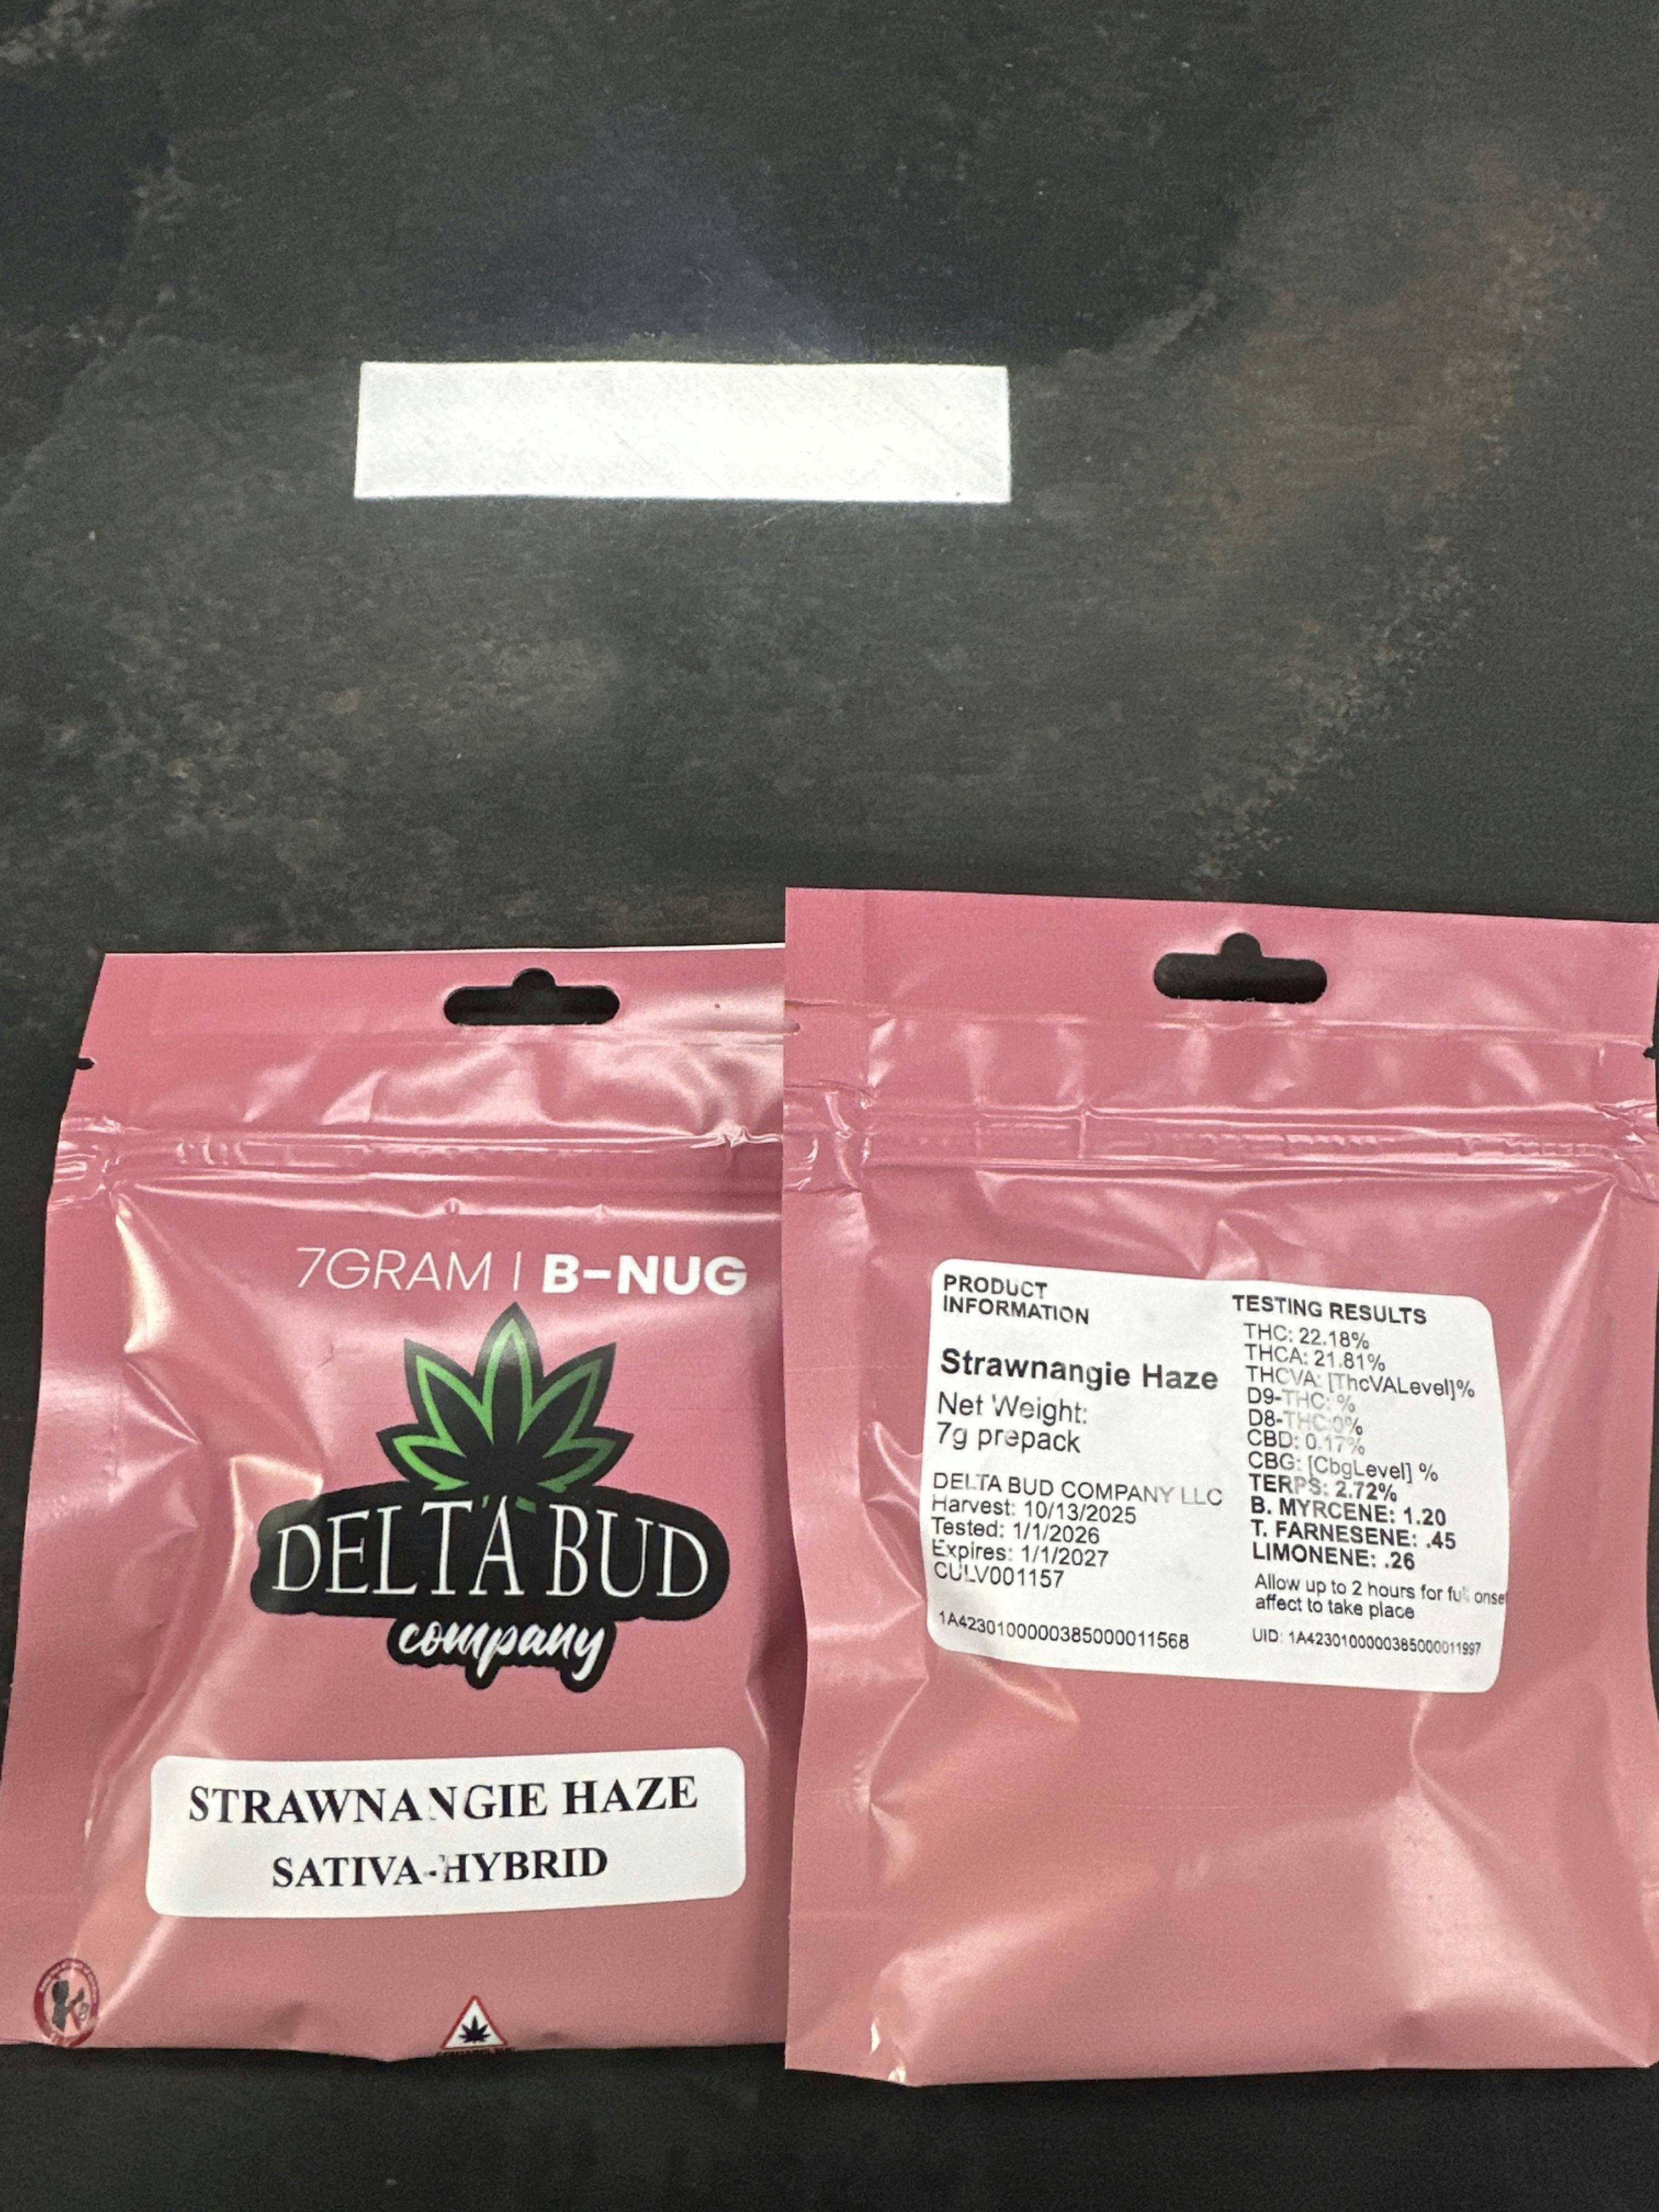 7GRAM | B-NUG
DELTA BUD
company
STRAWNANGIE HAZE
SATIVA-HYBRID
PRODUCT
INFORMATION
Strawnangie Haze
Net Weight:
7g prepack
DELTA BUD COMPANY LLC
Harvest: 10/13/2025
Tested: 1/1/2026
Expires: 1/1/2027
CULV001157
1A4230100000385000011568
TESTING RESULTS
THC: 22.18%
THCA: 21.81%
THCVA: [ThcVALevel]%
D9-THC: %
D8-THC:0%
CBD: 0.17%
CBG: [CbgLevel] %
TERPS: 2.72%
B. MYRCENE: 1.20
T. FARNESENE: .45
LIMONENE: .26
Allow up to 2 hours for full onset
affect to take place
UID: 1A4230100000385000011997